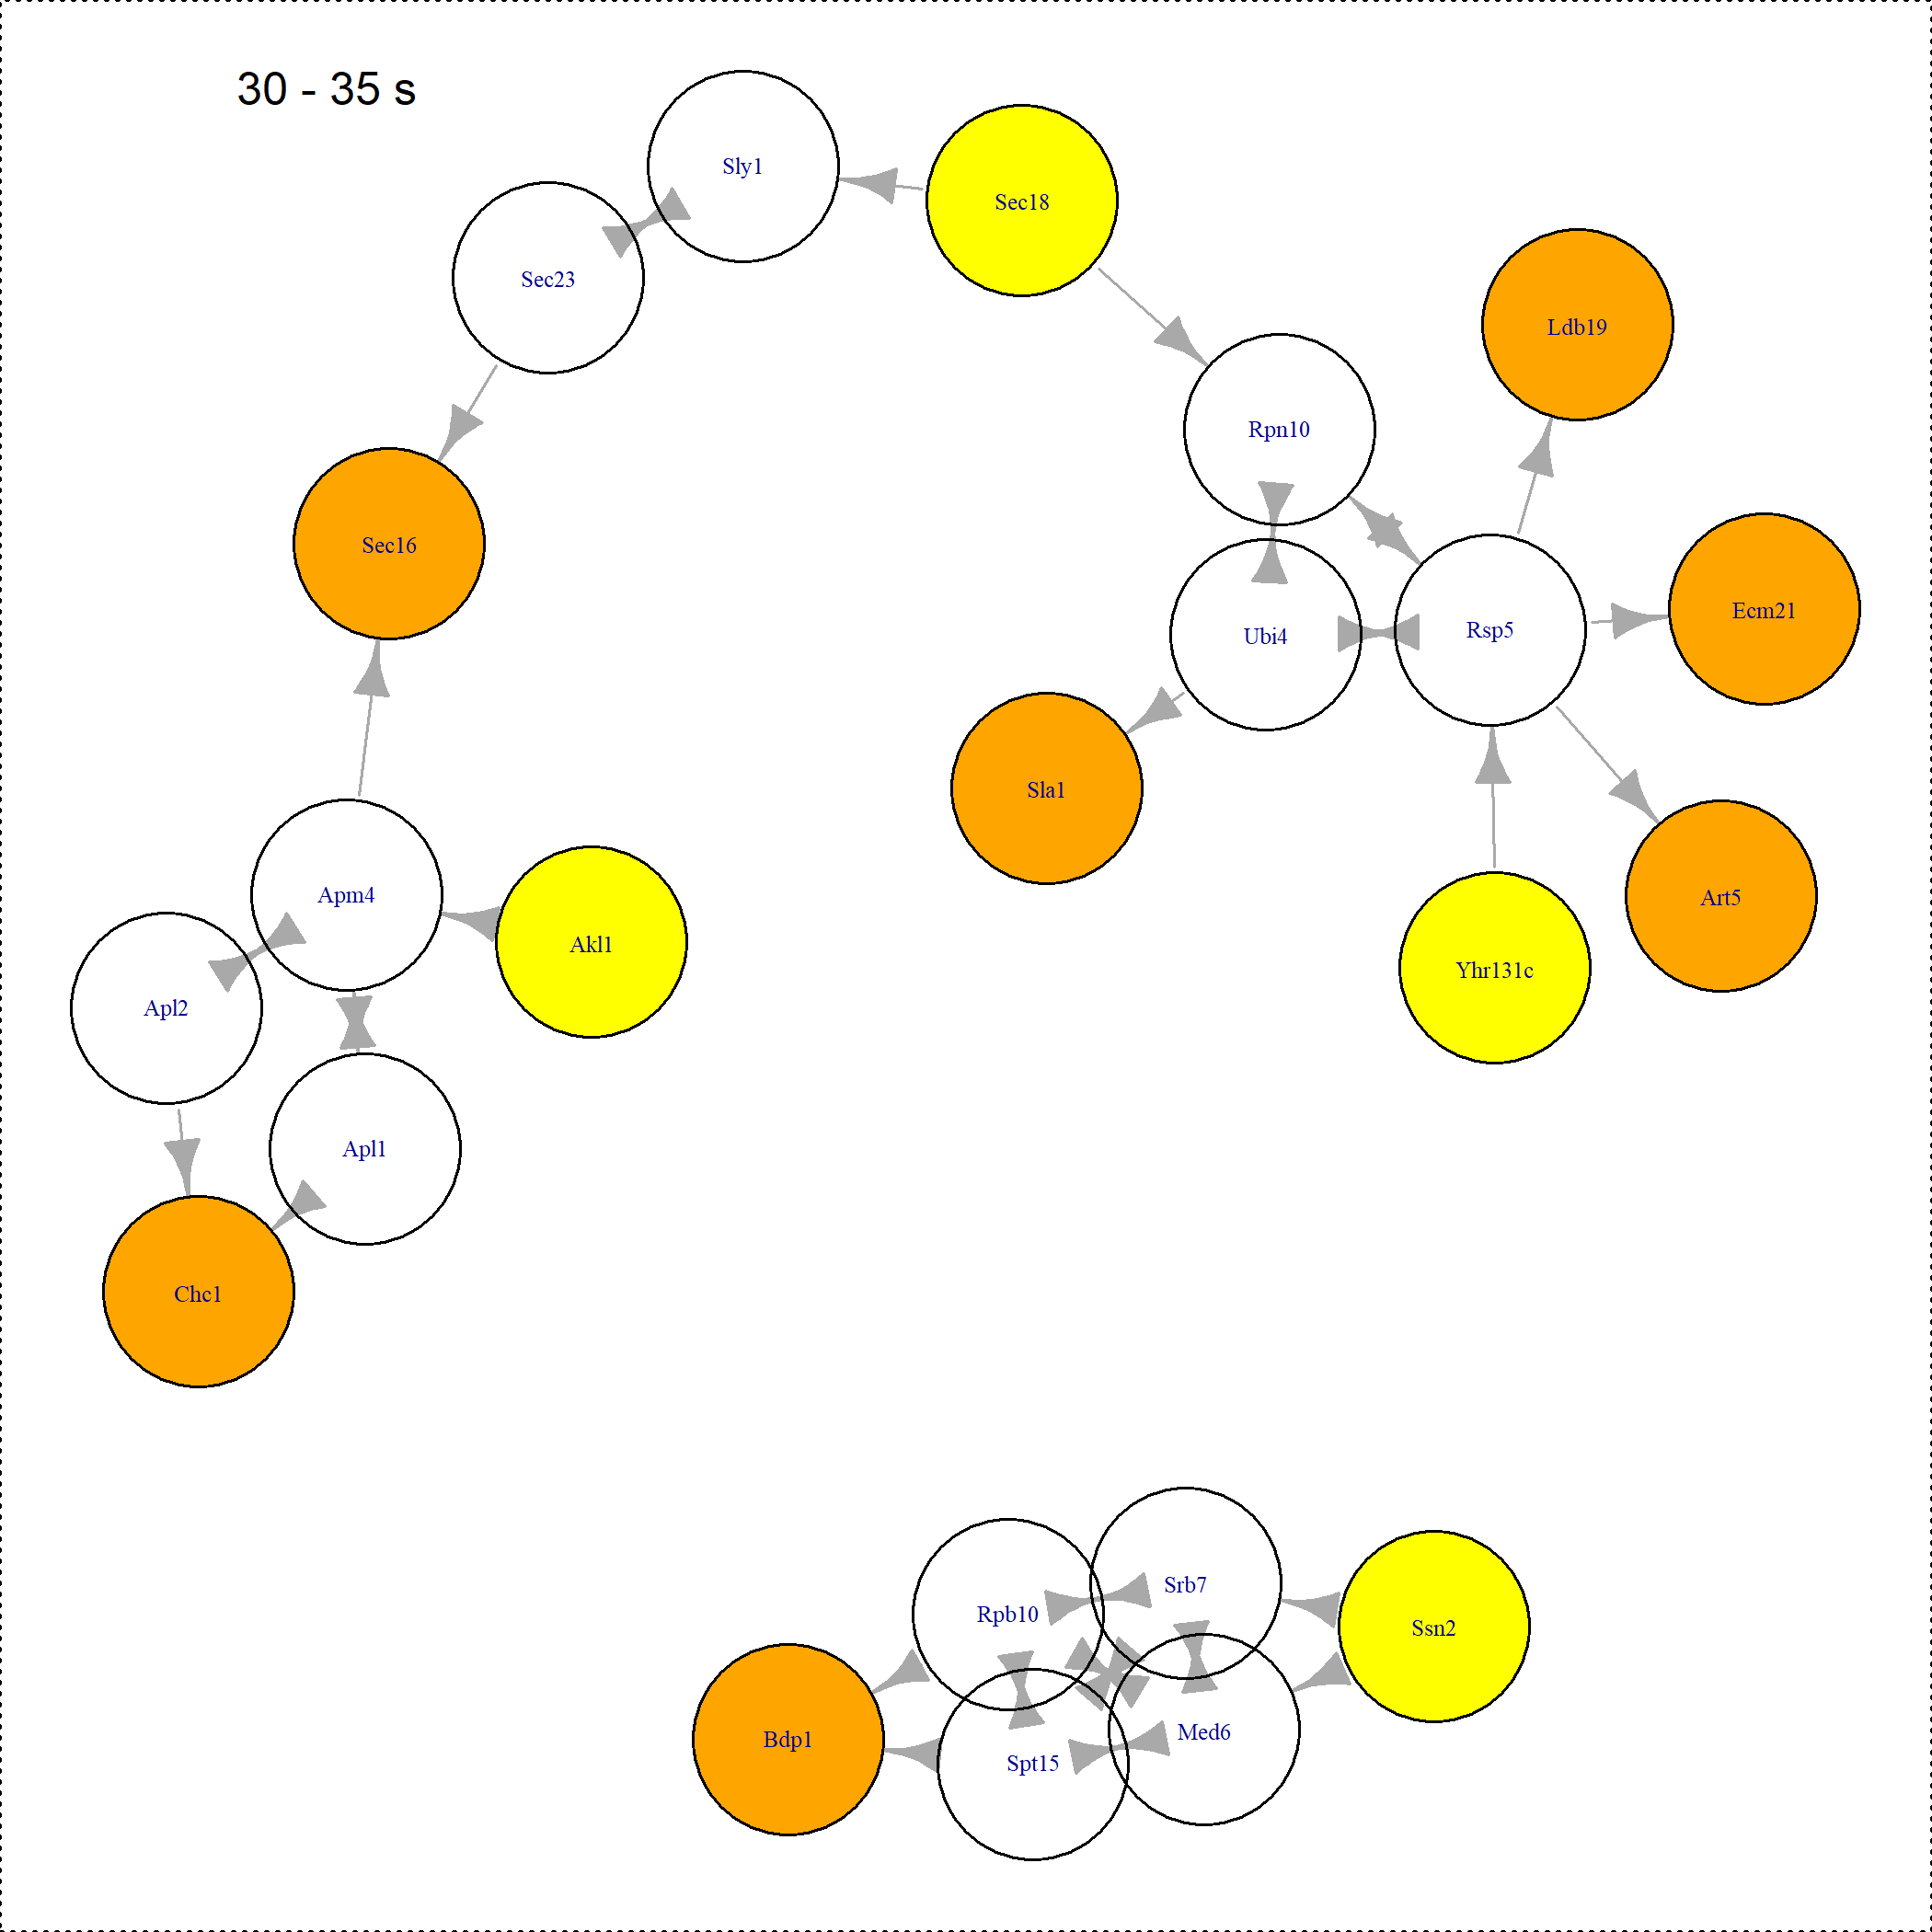 30 - 35 s
Sly1
Sec18
Sec23
Ldb19
Rpn10
Sec16
Ecm21
Rsp5
Ubi4
Sla1
Apm4
Art5
Akl1
Yhr131c
Apl2
Apl1
Chc1
Srb7
Rpb10
Ssn2
Med6
Bdp1
Spt15